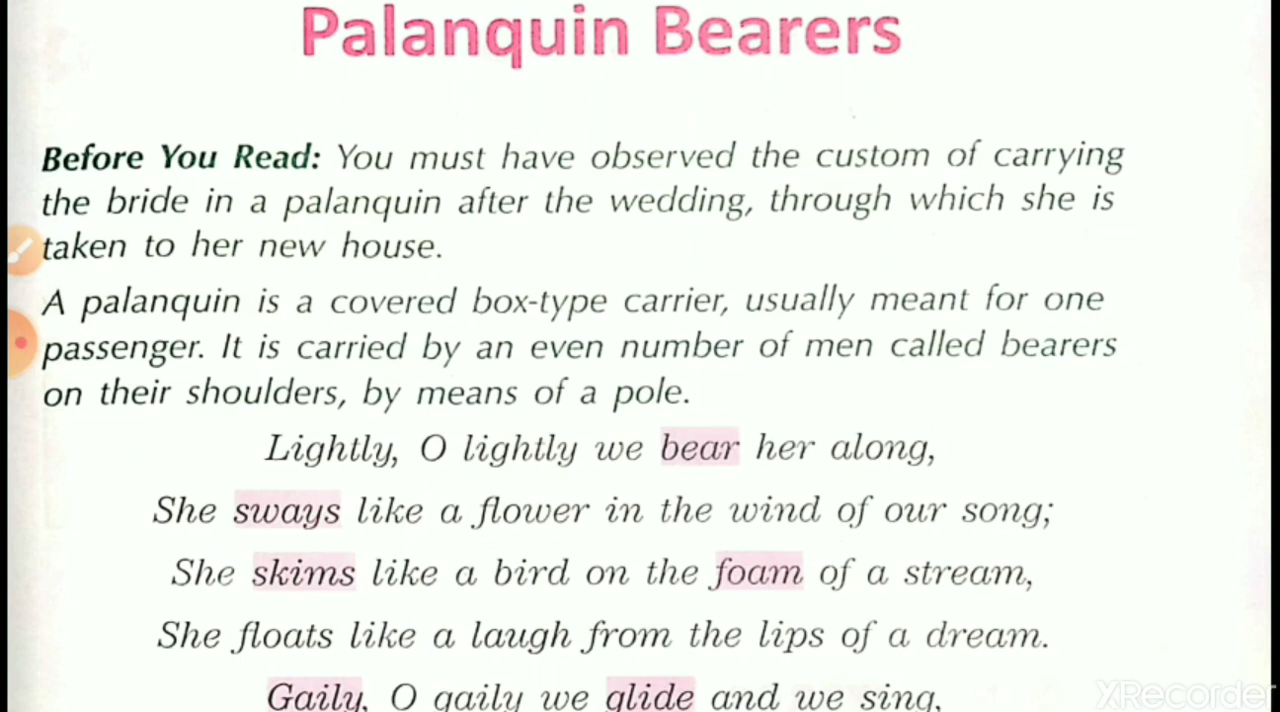 Palanquin Bearers
Before You Read: You must have observed the custom of carrying
the bride in a palanquin after the wedding, through which she is
taken to her new house.
A palanquin is a covered box-type carrier, usually meant for one
passenger. It is carried by an even number of men called bearers
on their shoulders, by means of a pole.
Lightly, O lightly we bear her along,
She sways like a flower in the wind of our song;
She skims like a bird on the foam of a stream,
She floats like a laugh from the lips of a dream.
Gaily, O gaily we glide and we sing,
XRecorder